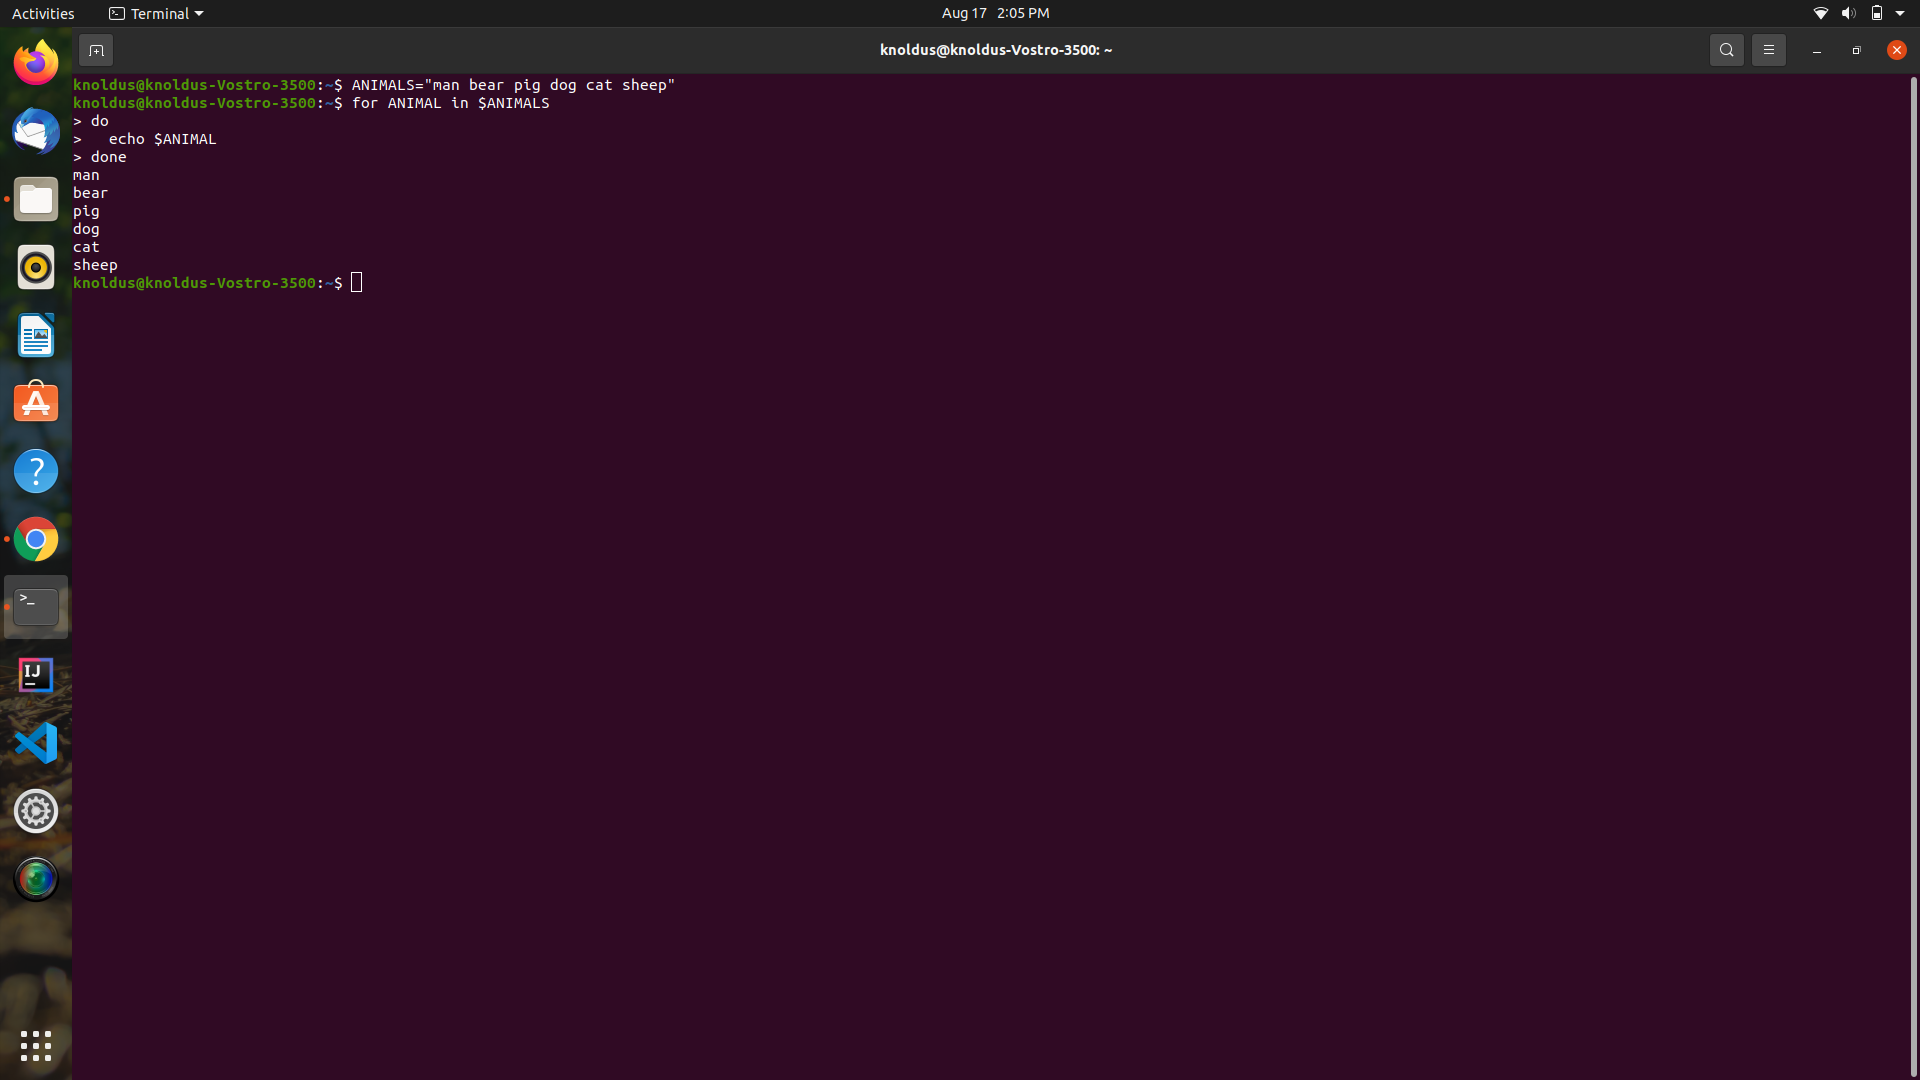 Activities Terminal Aug 17 2:05 PM
knoldus@knoldus-Vostro-3500: ~
knoldus@knoldus-Vostro-3500:~$ ANIMALS="man bear pig dog cat sheep"
knoldus@knoldus-Vostro-3500:~$ for ANIMAL in $ANIMALS
> do
>   echo $ANIMAL
> done
man
bear
pig
dog
cat
sheep
knoldus@knoldus-Vostro-3500:~$
?
>_
IJ